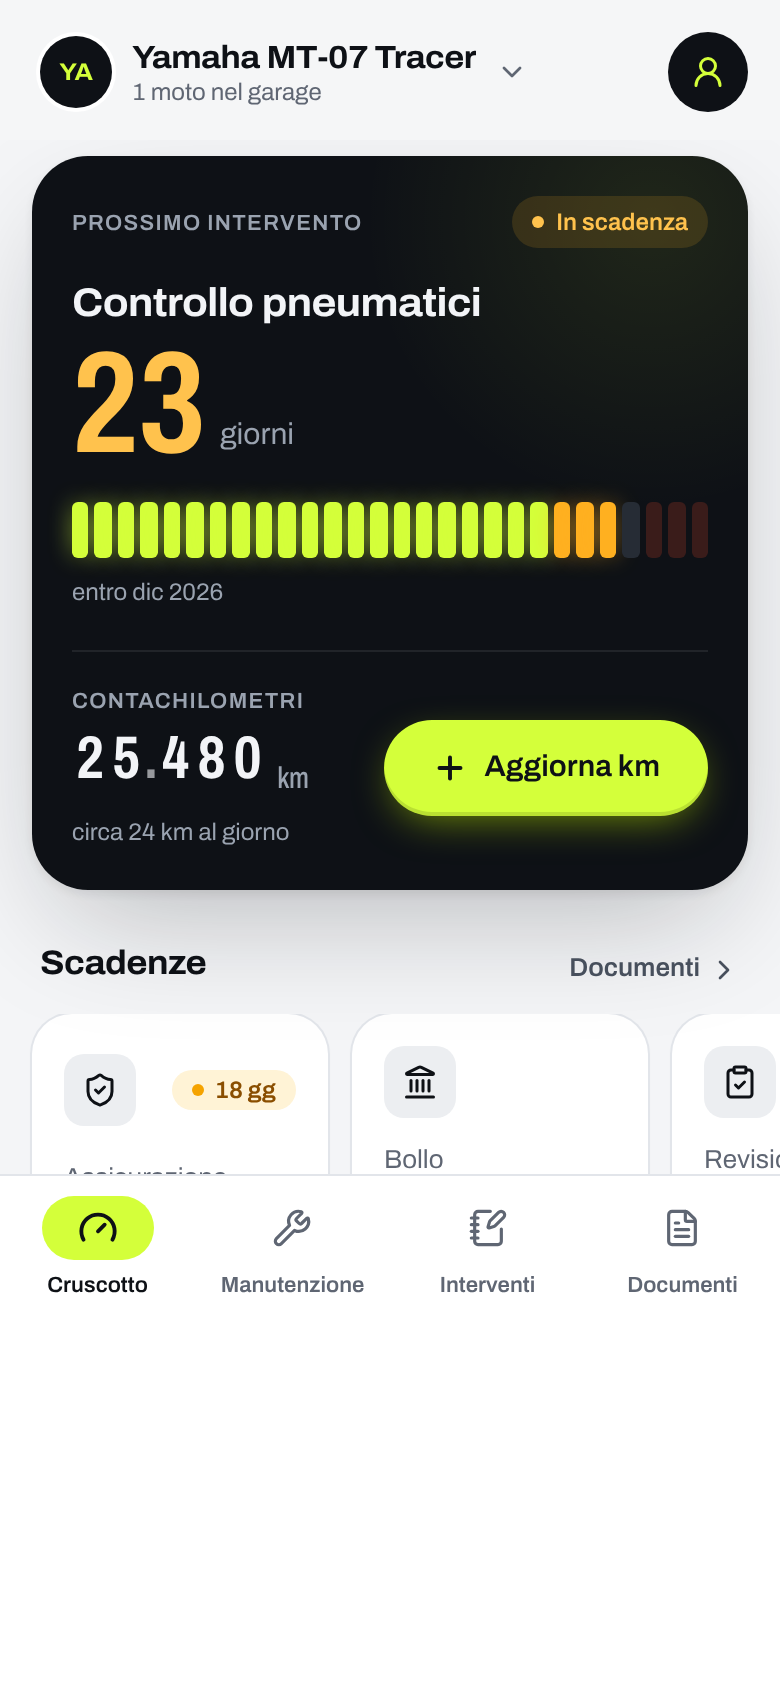 YA
Yamaha MT-07 Tracer
1 moto nel garage
PROSSIMO INTERVENTO
In scadenza
Controllo pneumatici
23 giorni
entro dic 2026
CONTACHILOMETRI
25.480 km
Aggiorna km
circa 24 km al giorno
Scadenze
Documenti
18 gg
Assicurazione
Bollo
Revisio
Cruscotto
Manutenzione
Interventi
Documenti